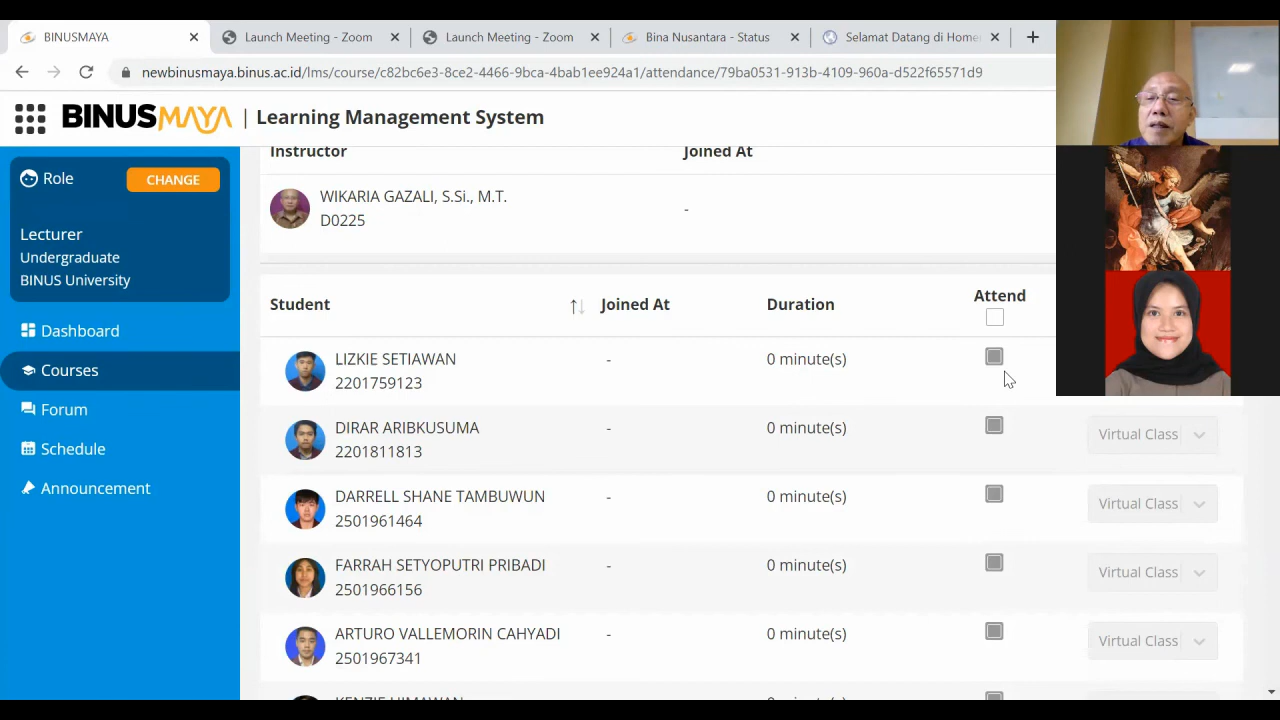 BINUSMAYA
Launch Meeting - Zoom
Launch Meeting - Zoom
Bina Nusantara - Status
Selamat Datang di Home
newbinusmaya.binus.ac.id/lms/course/c82bc6e3-8ce2-4466-9bca-4bab1ee924a1/attendance/79ba0531-913b-4109-960a-d522f65571d9
BINUSMAYA | Learning Management System
Role
CHANGE
Lecturer
Undergraduate
BINUS University
Dashboard
Courses
Forum
Schedule
Announcement
Instructor Joined At
WIKARIA GAZALI, S.Si., M.T. -
D0225
Student Joined At Duration Attend
LIZKIE SETIAWAN - 0 minute(s)
2201759123
DIRAR ARIBKUSUMA - 0 minute(s) Virtual Class
2201811813
DARRELL SHANE TAMBUWUN - 0 minute(s) Virtual Class
2501961464
FARRAH SETYOPUTRI PRIBADI - 0 minute(s) Virtual Class
2501966156
ARTURO VALLEMORIN CAHYADI - 0 minute(s) Virtual Class
2501967341